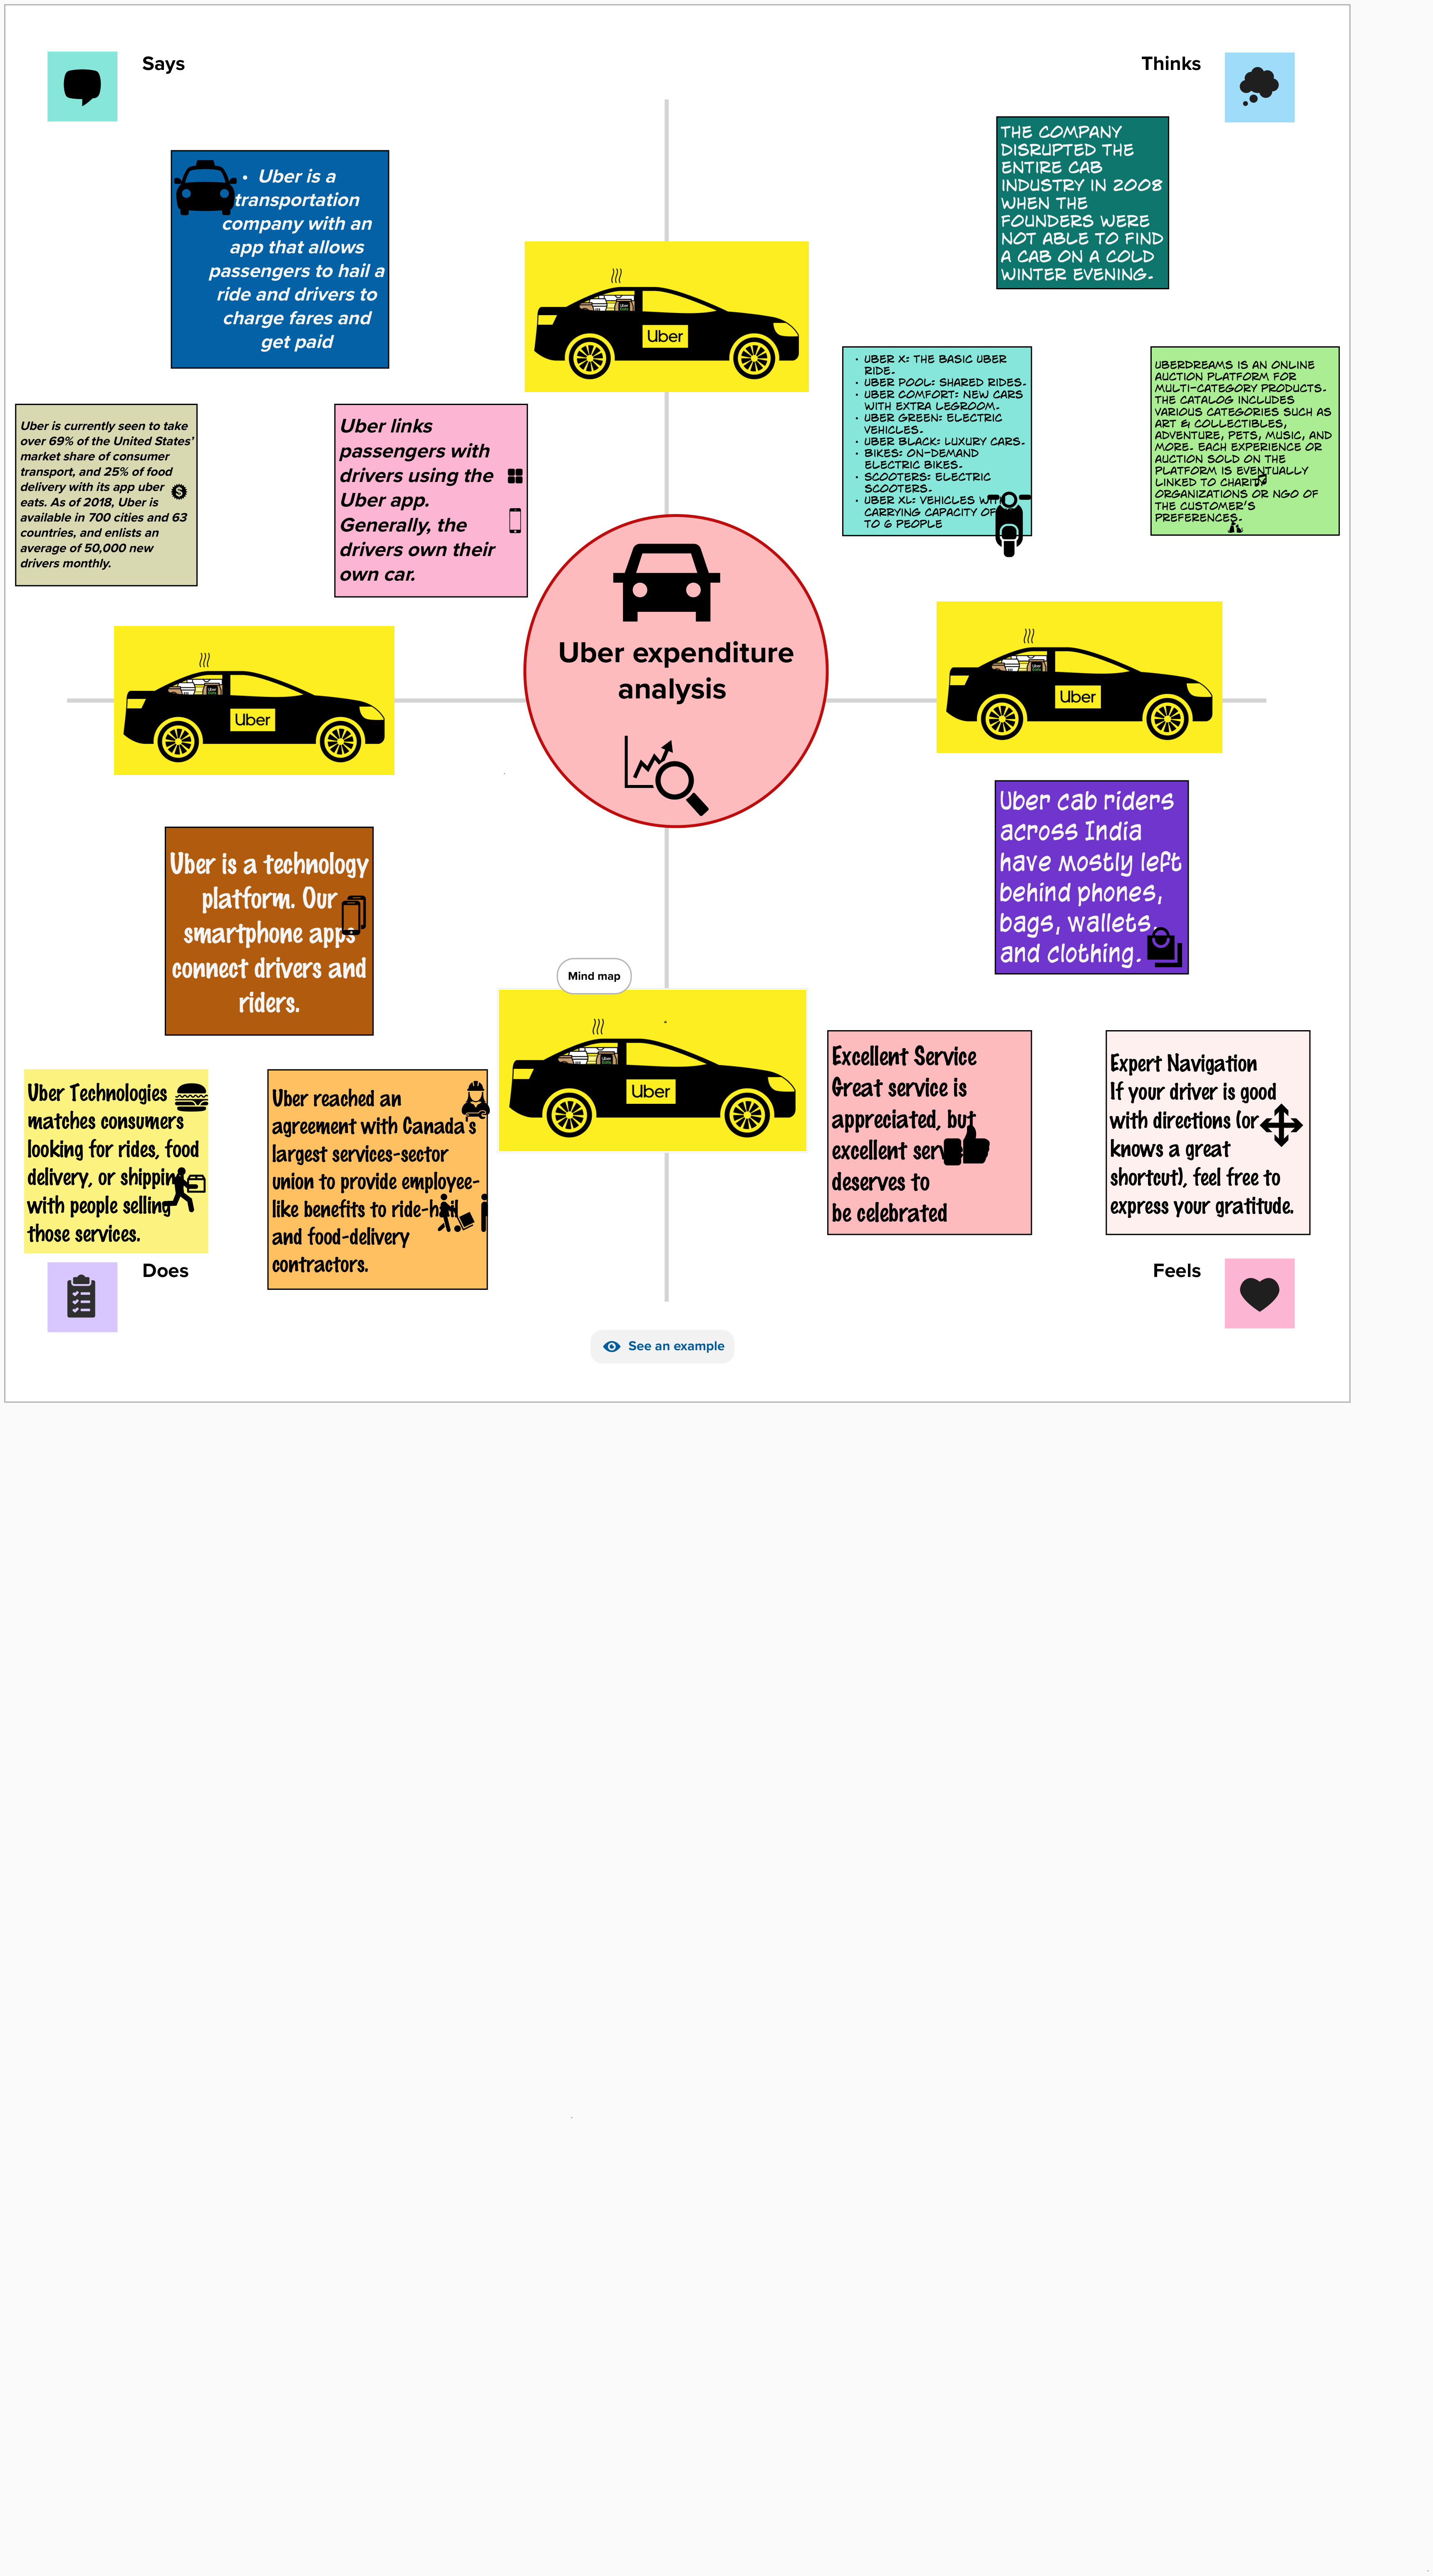 Says
Thinks
• Uber is a
transportation
company with an
app that allows
passengers to hail a
ride and drivers to
charge fares and
get paid
THE COMPANY
DISRUPTED THE
ENTIRE CAB
INDUSTRY IN 2008
WHEN THE
FOUNDERS WERE
NOT ABLE TO FIND
A CAB ON A COLD
WINTER EVENING.
Uber
Uber is currently seen to take
over 69% of the United States'
market share of consumer
transport, and 25% of food
delivery with its app uber
eats. As of 2018, Uber is
available in 700 cities and 63
countries, and enlists an
average of 50,000 new
drivers monthly.
Uber links
passengers with
drivers using the
Uber app.
Generally, the
drivers own their
own car.
• UBER X: THE BASIC UBER
RIDE.
• UBER POOL: SHARED RIDES.
• UBER COMFORT: NEW CARS
WITH EXTRA LEGROOM.
• UBER GREEN: ELECTRIC
VEHICLES.
• UBER BLACK: LUXURY CARS.
• BIKES: ON-DEMAND
ELECTRIC BIKES.
• SCOOTERS: ELECTRIC
SCOOTERS.
• UBER XL: VEHICLES WITH
CARRYING CAPACITY OF
TO 6 PEOPLE
UBERDREAMS IS AN ONLINE
AUCTION PLATFORM FOR
MULTI-CATEGORY PRODUCTS.
THE CATALOG INCLUDES
VARIOUS CATEGORIES SUCH AS
ART & COLLECTIBLES,
ADVENTURE, PETS, MUSIC, AND
MORE. EACH EXPERIENCE OR
AUCTION SOLD ON THE
PLATFORM IS EVENTUALLY
LINKED TO CHARITY
ORGANIZATIONS OR NGO OF
THE CUSTOMER'S
PREFERENCES.
Uber expenditure
analysis
Uber
Uber
Uber is a technology
platform. Our
smartphone apps
connect drivers and
riders.
Uber cab riders
across India
have mostly left
behind phones,
bags, wallets,
and clothing.
Mind map
Uber
Uber Technologies
matches consumers
looking for rides, food
delivery, or shipping
with people selling
those services.
Uber reached an
agreement with Canada's
largest services-sector
union to provide employee-
like benefits to ride-hail
and food-delivery
contractors.
Excellent Service
Great service is
appreciated, but
excellent service
deserves to
be celebrated
Expert Navigation
If your driver is good
with directions (or
knows a great
shortcut), feel free to
express your gratitude.
Does
Feels
See an example